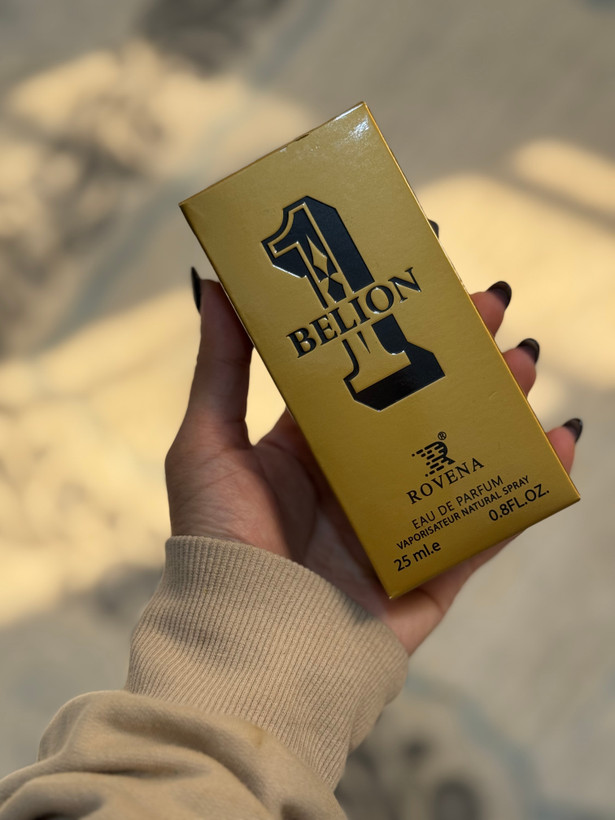 1
BELION
R®
ROVENA
EAU DE PARFUM
VAPORISATEUR NATURAL SPRAY
25 ml.e 0.8FL.OZ.